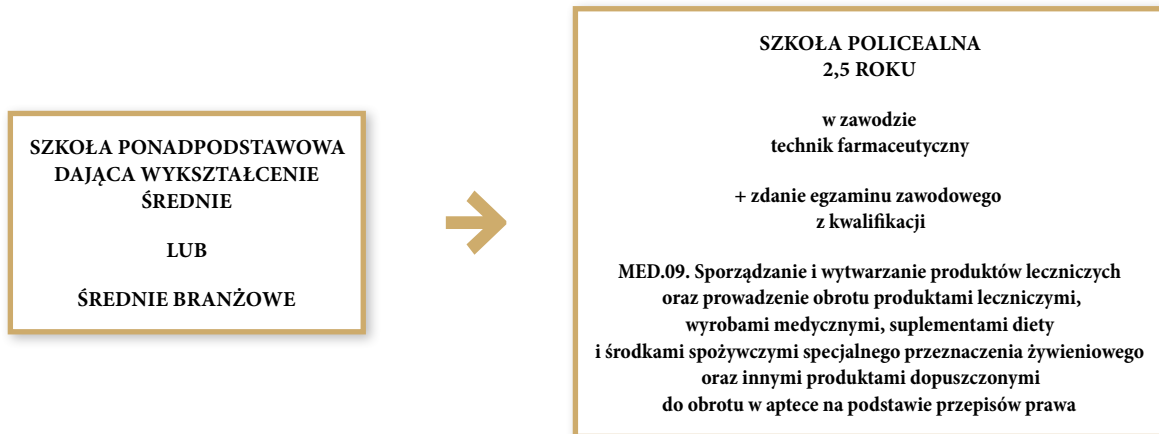 SZKOŁA PONADPODSTAWOWA
DAJĄCA WYKSZTAŁCENIE
ŚREDNIE
LUB
ŚREDNIE BRANŻOWE
SZKOŁA POLICEALNA
2,5 ROKU
w zawodzie
technik farmaceutyczny
+ zdanie egzaminu zawodowego
z kwalifikacji
MED.09. Sporządzanie i wytwarzanie produktów leczniczych
oraz prowadzenie obrotu produktami leczniczymi,
wyrobami medycznymi, suplementami diety
i środkami spożywczymi specjalnego przeznaczenia żywieniowego
oraz innymi produktami dopuszczonymi
do obrotu w aptece na podstawie przepisów prawa